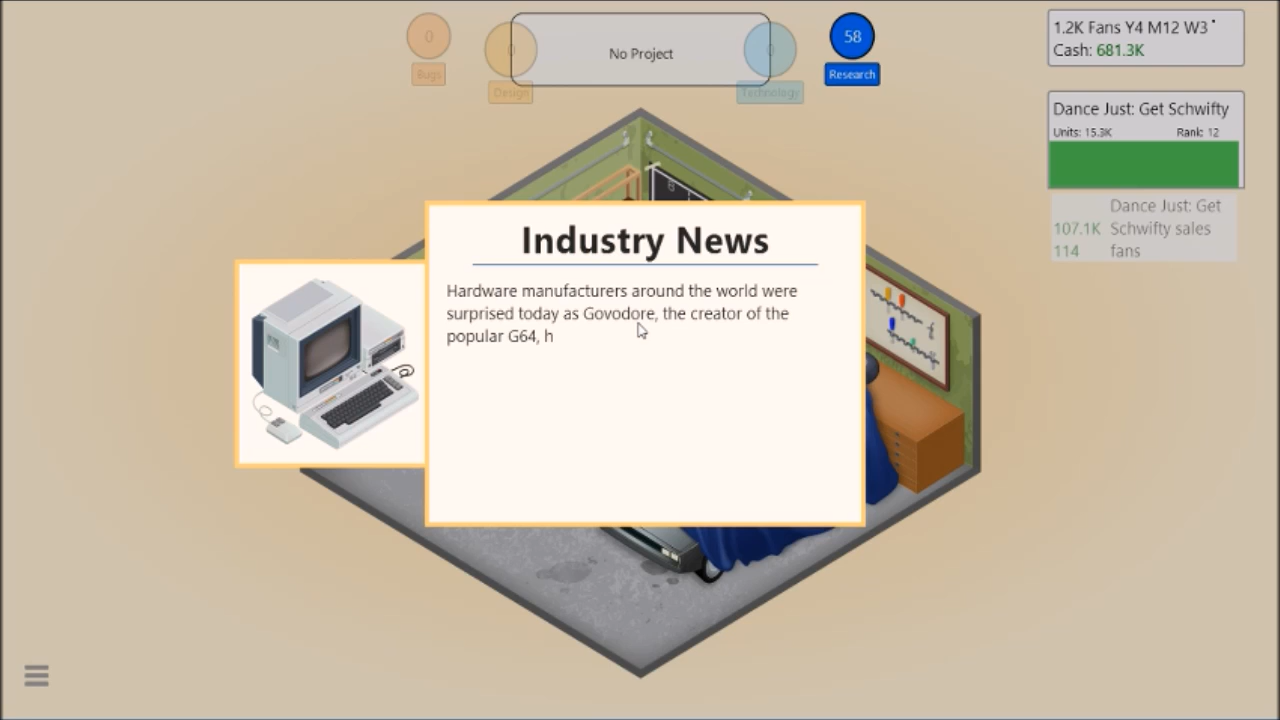 0
Bugs
0
Design
No Project
0
Technology
58
Research
1.2K Fans Y4 M12 W3
Cash: 681.3K
Dance Just: Get Schwifty
Units: 15.3K Rank: 12
107.1K Dance Just: Get Schwifty sales
114 fans
Industry News
Hardware manufacturers around the world were
surprised today as Govodore, the creator of the
popular G64, h